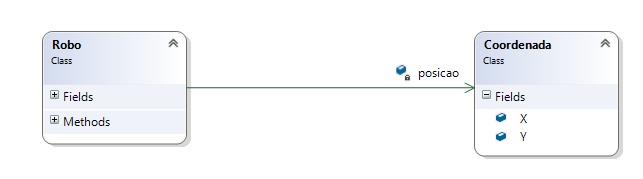 Robo
Class
Fields
Methods
posicao
Coordenada
Class
Fields
X
Y